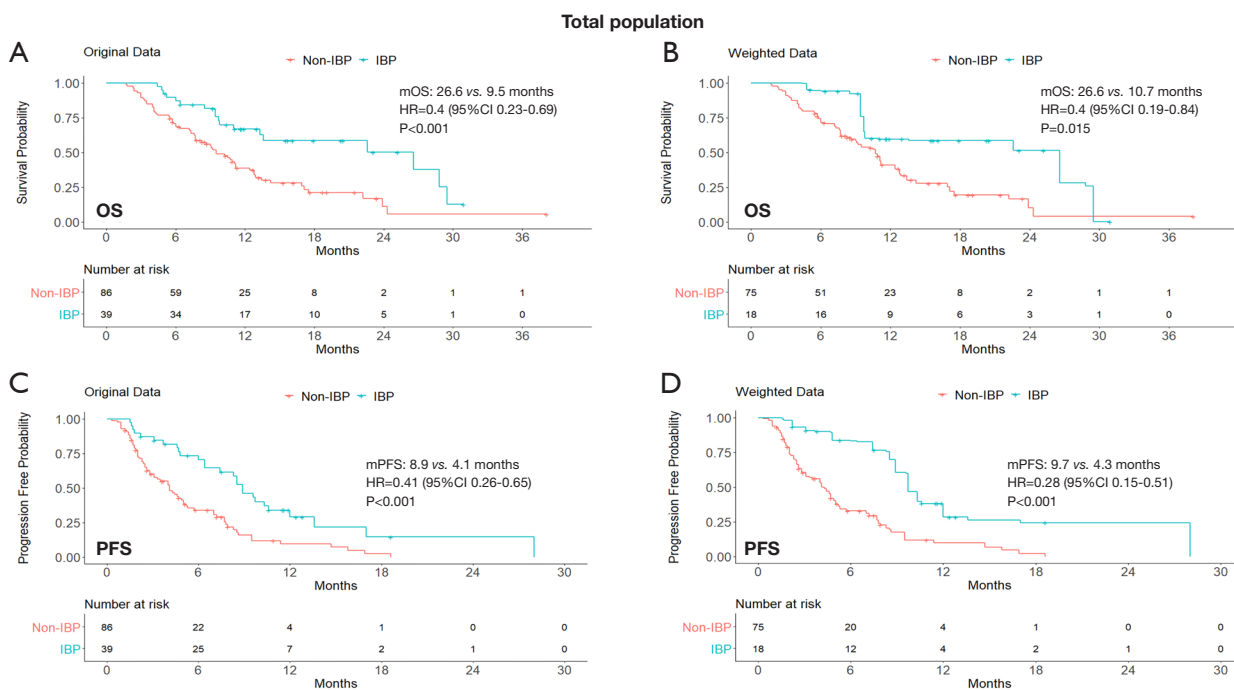 Total population
A
Original Data
Non-IBP IBP
mOS: 26.6 vs. 9.5 months
HR=0.4 (95%CI 0.23-0.69)
P<0.001
Survival Probability
1.00
0.75
0.50
0.25
0.00
OS
0 6 12 18 24 30 36
Months
Number at risk
Non-IBP 86 59 25 8 2 1 1
IBP 39 34 17 10 5 1 0
0 6 12 18 24 30 36
Months
B
Weighted Data
Non-IBP IBP
mOS: 26.6 vs. 10.7 months
HR=0.4 (95%CI 0.19-0.84)
P=0.015
Survival Probability
1.00
0.75
0.50
0.25
0.00
OS
0 6 12 18 24 30 36
Months
Number at risk
Non-IBP 75 51 23 8 2 1 1
IBP 18 16 9 6 3 1 0
0 6 12 18 24 30 36
Months
C
Original Data
Non-IBP IBP
mPFS: 8.9 vs. 4.1 months
HR=0.41 (95%CI 0.26-0.65)
P<0.001
Progression Free Probability
1.00
0.75
0.50
0.25
0.00
PFS
0 6 12 18 24 30
Months
Number at risk
Non-IBP 86 22 4 1 0 0
IBP 39 25 7 2 1 0
0 6 12 18 24 30
Months
D
Weighted Data
Non-IBP IBP
mPFS: 9.7 vs. 4.3 months
HR=0.28 (95%CI 0.15-0.51)
P<0.001
Progression Free Probability
1.00
0.75
0.50
0.25
0.00
PFS
0 6 12 18 24 30
Months
Number at risk
Non-IBP 75 20 4 1 0 0
IBP 18 12 4 2 1 0
0 6 12 18 24 30
Months